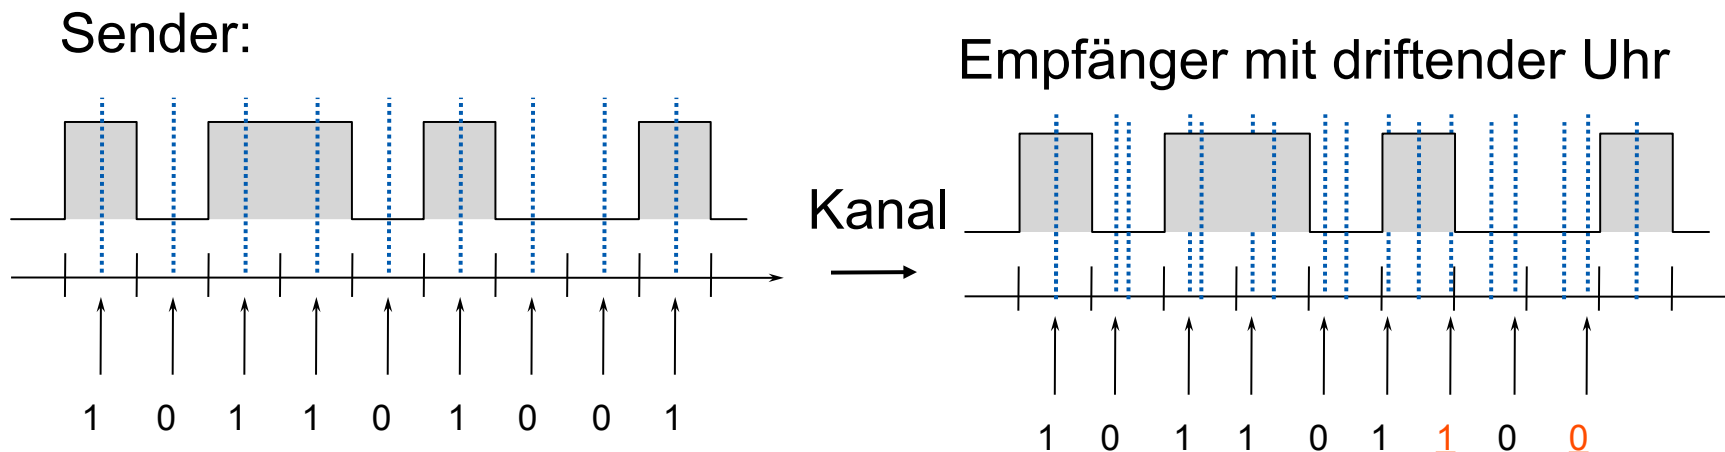 Sender:
Empfänger mit driftender Uhr
Kanal
1 0 1 1 0 1 0 0 1
1 0 1 1 0 1 1 0 0